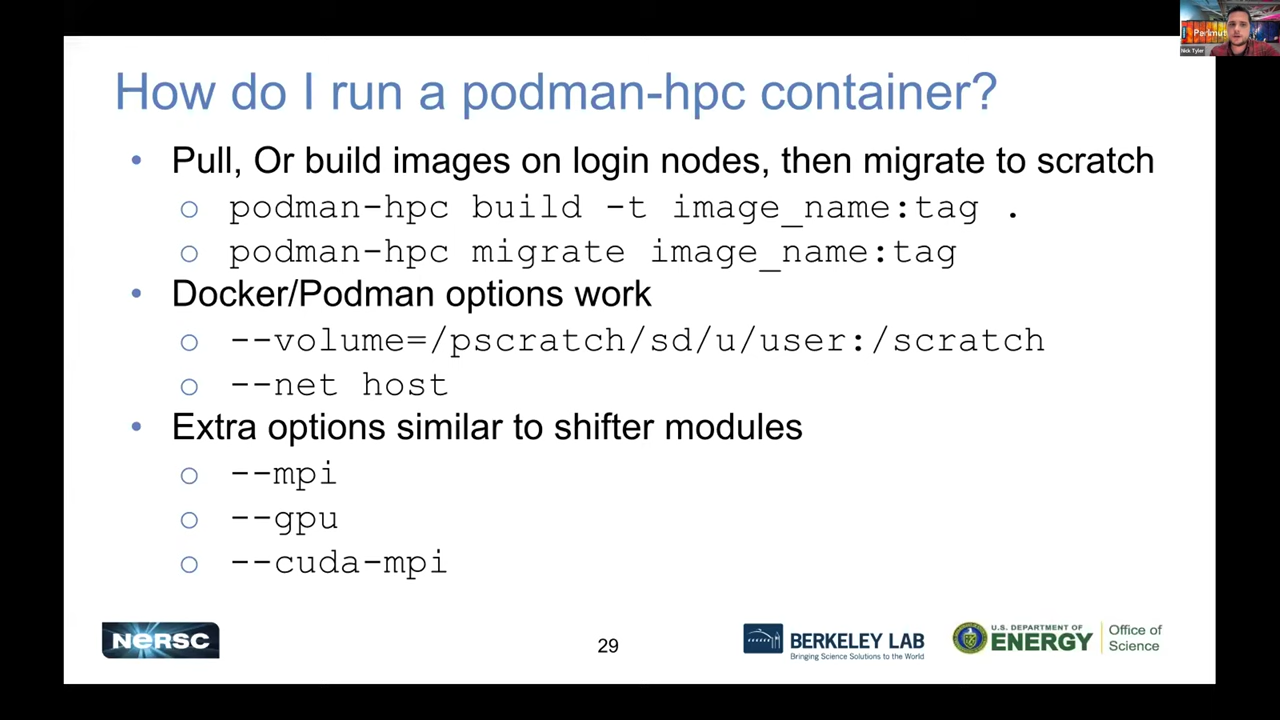 Perlmut
Nick Tyler
How do I run a podman-hpc container?
• Pull, Or build images on login nodes, then migrate to scratch
○ podman-hpc build -t image_name:tag .
○ podman-hpc migrate image_name:tag
• Docker/Podman options work
○ --volume=/pscratch/sd/u/user:/scratch
○ --net host
• Extra options similar to shifter modules
○ --mpi
○ --gpu
○ --cuda-mpi
NERSC
29
BERKELEY LAB
Bringing Science Solutions to the World
U.S. DEPARTMENT OF
ENERGY
Office of
Science